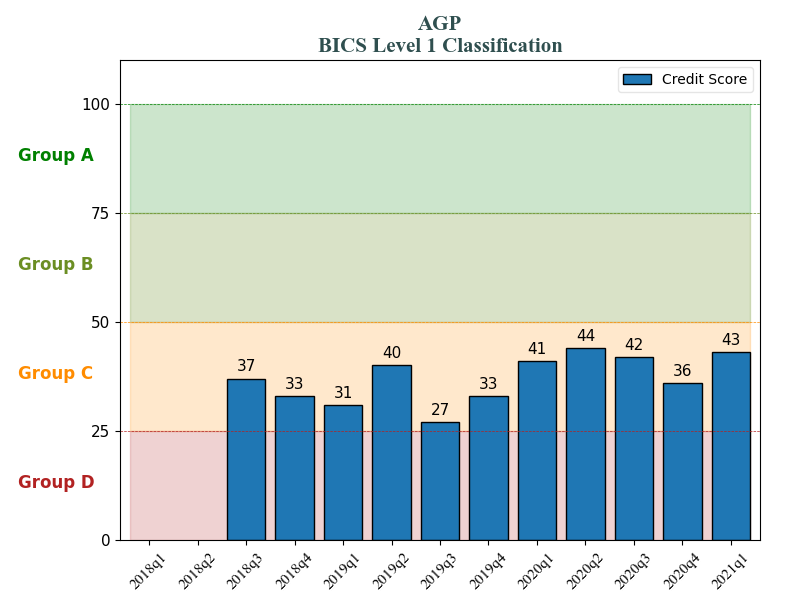 AGP
BICS Level 1 Classification
Credit Score
100
Group A
75
Group B
50
Group C
25
Group D
0
37
33
31
40
27
33
41
44
42
36
43
2018q1
2018q2
2018q3
2018q4
2019q1
2019q2
2019q3
2019q4
2020q1
2020q2
2020q3
2020q4
2021q1